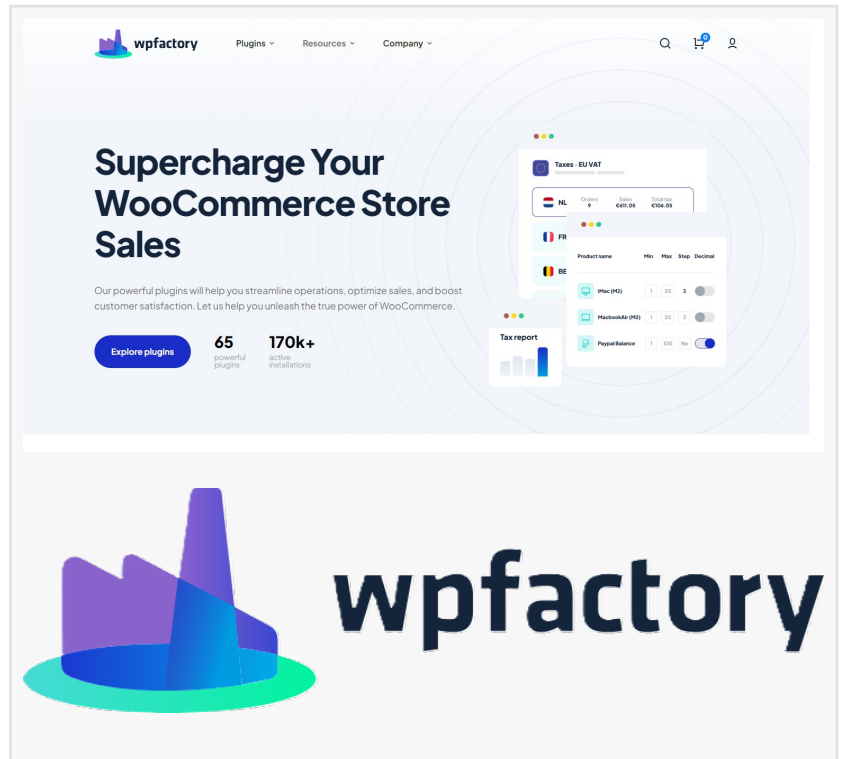 wpfactory
Plugins
Resources
Company
0
Supercharge Your
WooCommerce Store
Sales
Our powerful plugins will help you streamline operations, optimize sales, and boost
customer satisfaction. Let us help you unleash the true power of WooCommerce.
Explore plugins
65
powerful
plugins
170k+
active
installations
Taxes › EU VAT
NL
Orders
9
Sales
€611.05
Total tax
€106.05
FR
BE
Product name Min Max Step Decimal
iMac (M2) 1 20 3
MacbookAir (M2) 1 20 3
Paypal Balance 1 100 No
Tax report
wpfactory